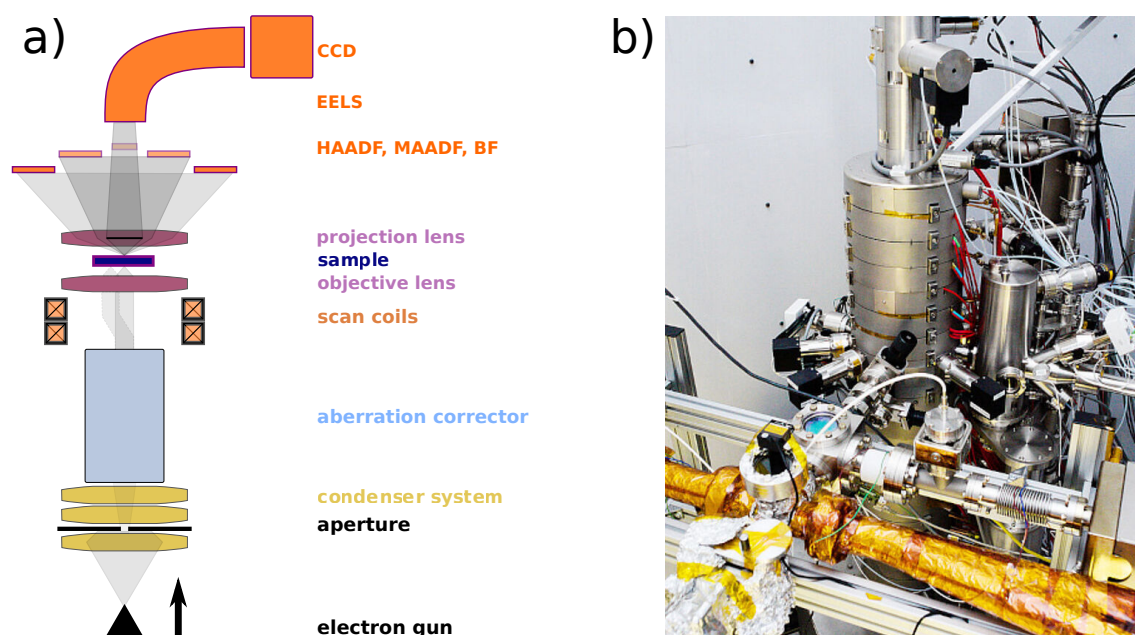 a)
CCD
EELS
HAADF, MAADF, BF
projection lens
sample
objective lens
scan coils
aberration corrector
condenser system
aperture
electron gun
b)